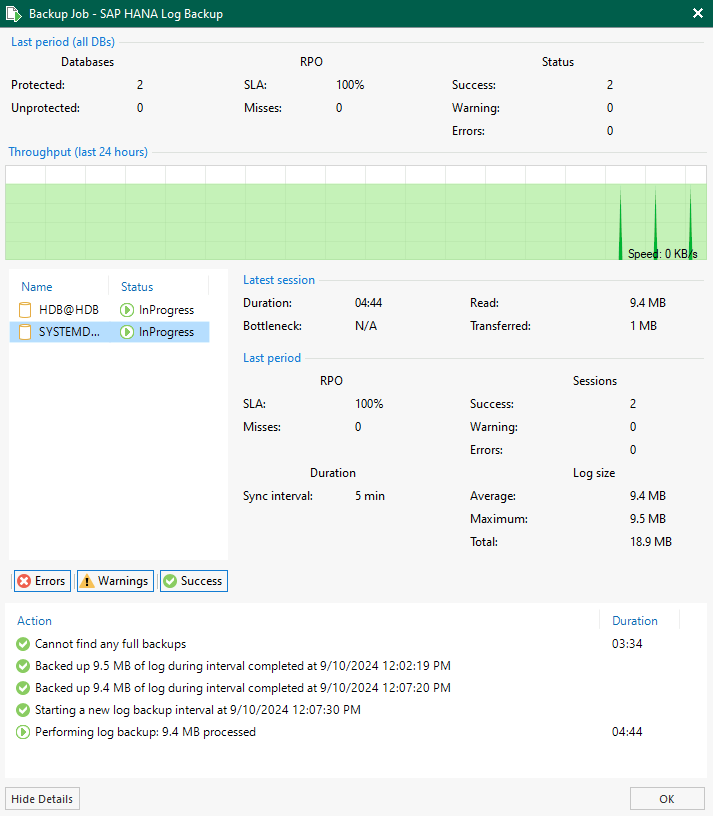 Backup Job - SAP HANA Log Backup
Last period (all DBs)
Databases RPO Status
Protected: 2 SLA: 100% Success: 2
Unprotected: 0 Misses: 0 Warning: 0
Errors: 0
Throughput (last 24 hours)
Speed: 0 KB/s
Name Status
HDB@HDB InProgress
SYSTEMD... InProgress
Latest session
Duration: 04:44 Read: 9.4 MB
Bottleneck: N/A Transferred: 1 MB
Last period
RPO Sessions
SLA: 100% Success: 2
Misses: 0 Warning: 0
Errors: 0
Duration Log size
Sync interval: 5 min Average: 9.4 MB
Maximum: 9.5 MB
Total: 18.9 MB
Errors Warnings Success
Action Duration
Cannot find any full backups 03:34
Backed up 9.5 MB of log during interval completed at 9/10/2024 12:02:19 PM
Backed up 9.4 MB of log during interval completed at 9/10/2024 12:07:20 PM
Starting a new log backup interval at 9/10/2024 12:07:30 PM
Performing log backup: 9.4 MB processed 04:44
Hide Details OK